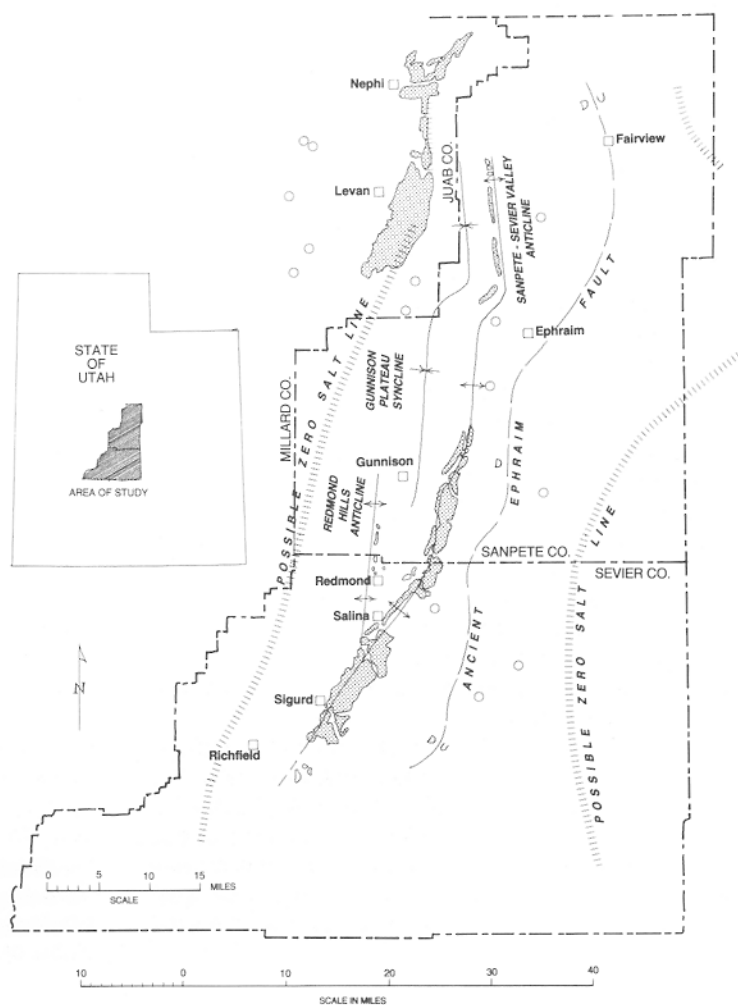 Nephi
D U
Fairview
JUAB CO.
Levan
SANPETE - SEVIER VALLEY
ANTICLINE
FAULT
STATE
OF
UTAH
AREA OF STUDY
POSSIBLE ZERO SALT LINE
MILLARD CO.
GUNNISON
PLATEAU
SYNCLINE
Ephraim
Gunnison
REDMOND
HILLS
ANTICLINE
D
EPHRAIM
SANPETE CO.
SEVIER CO.
Redmond
Salina
ANCIENT
POSSIBLE ZERO SALT LINE
N
Sigurd
Richfield
D U
0 5 10 15 MILES
SCALE
10 0 10 20 30 40
SCALE IN MILES